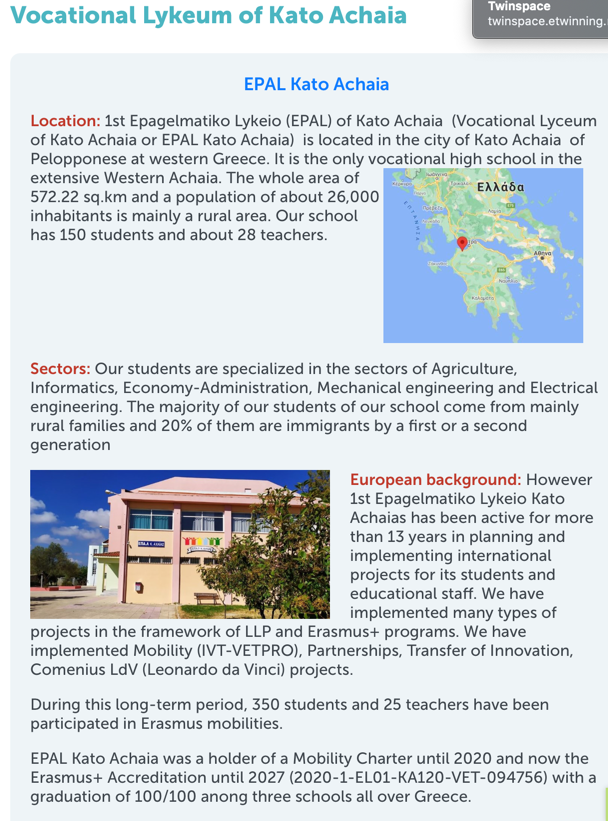 Vocational Lykeum of Kato Achaia
Twinspace
twinspace.etwinning.
EPAL Kato Achaia
Location: 1st Epagelmatiko Lykeio (EPAL) of Kato Achaia (Vocational Lyceum
of Kato Achaia or EPAL Kato Achaia) is located in the city of Kato Achaia of
Pelopponese at western Greece. It is the only vocational high school in the
extensive Western Achaia. The whole area of
572.22 sq.km and a population of about 26,000
inhabitants is mainly a rural area. Our school
has 150 students and about 28 teachers.
Ελλάδα
Αθήνα
Sectors: Our students are specialized in the sectors of Agriculture,
Informatics, Economy-Administration, Mechanical engineering and Electrical
engineering. The majority of our students of our school come from mainly
rural families and 20% of them are immigrants by a first or a second
generation
European background: However
1st Epagelmatiko Lykeio Kato
Achaias has been active for more
than 13 years in planning and
implementing international
projects for its students and
educational staff. We have
implemented many types of
projects in the framework of LLP and Erasmus+ programs. We have
implemented Mobility (IVT-VETPRO), Partnerships, Transfer of Innovation,
Comenius LdV (Leonardo da Vinci) projects.
During this long-term period, 350 students and 25 teachers have been
participated in Erasmus mobilities.
EPAL Kato Achaia was a holder of a Mobility Charter until 2020 and now the
Erasmus+ Accreditation until 2027 (2020-1-EL01-KA120-VET-094756) with a
graduation of 100/100 anong three schools all over Greece.